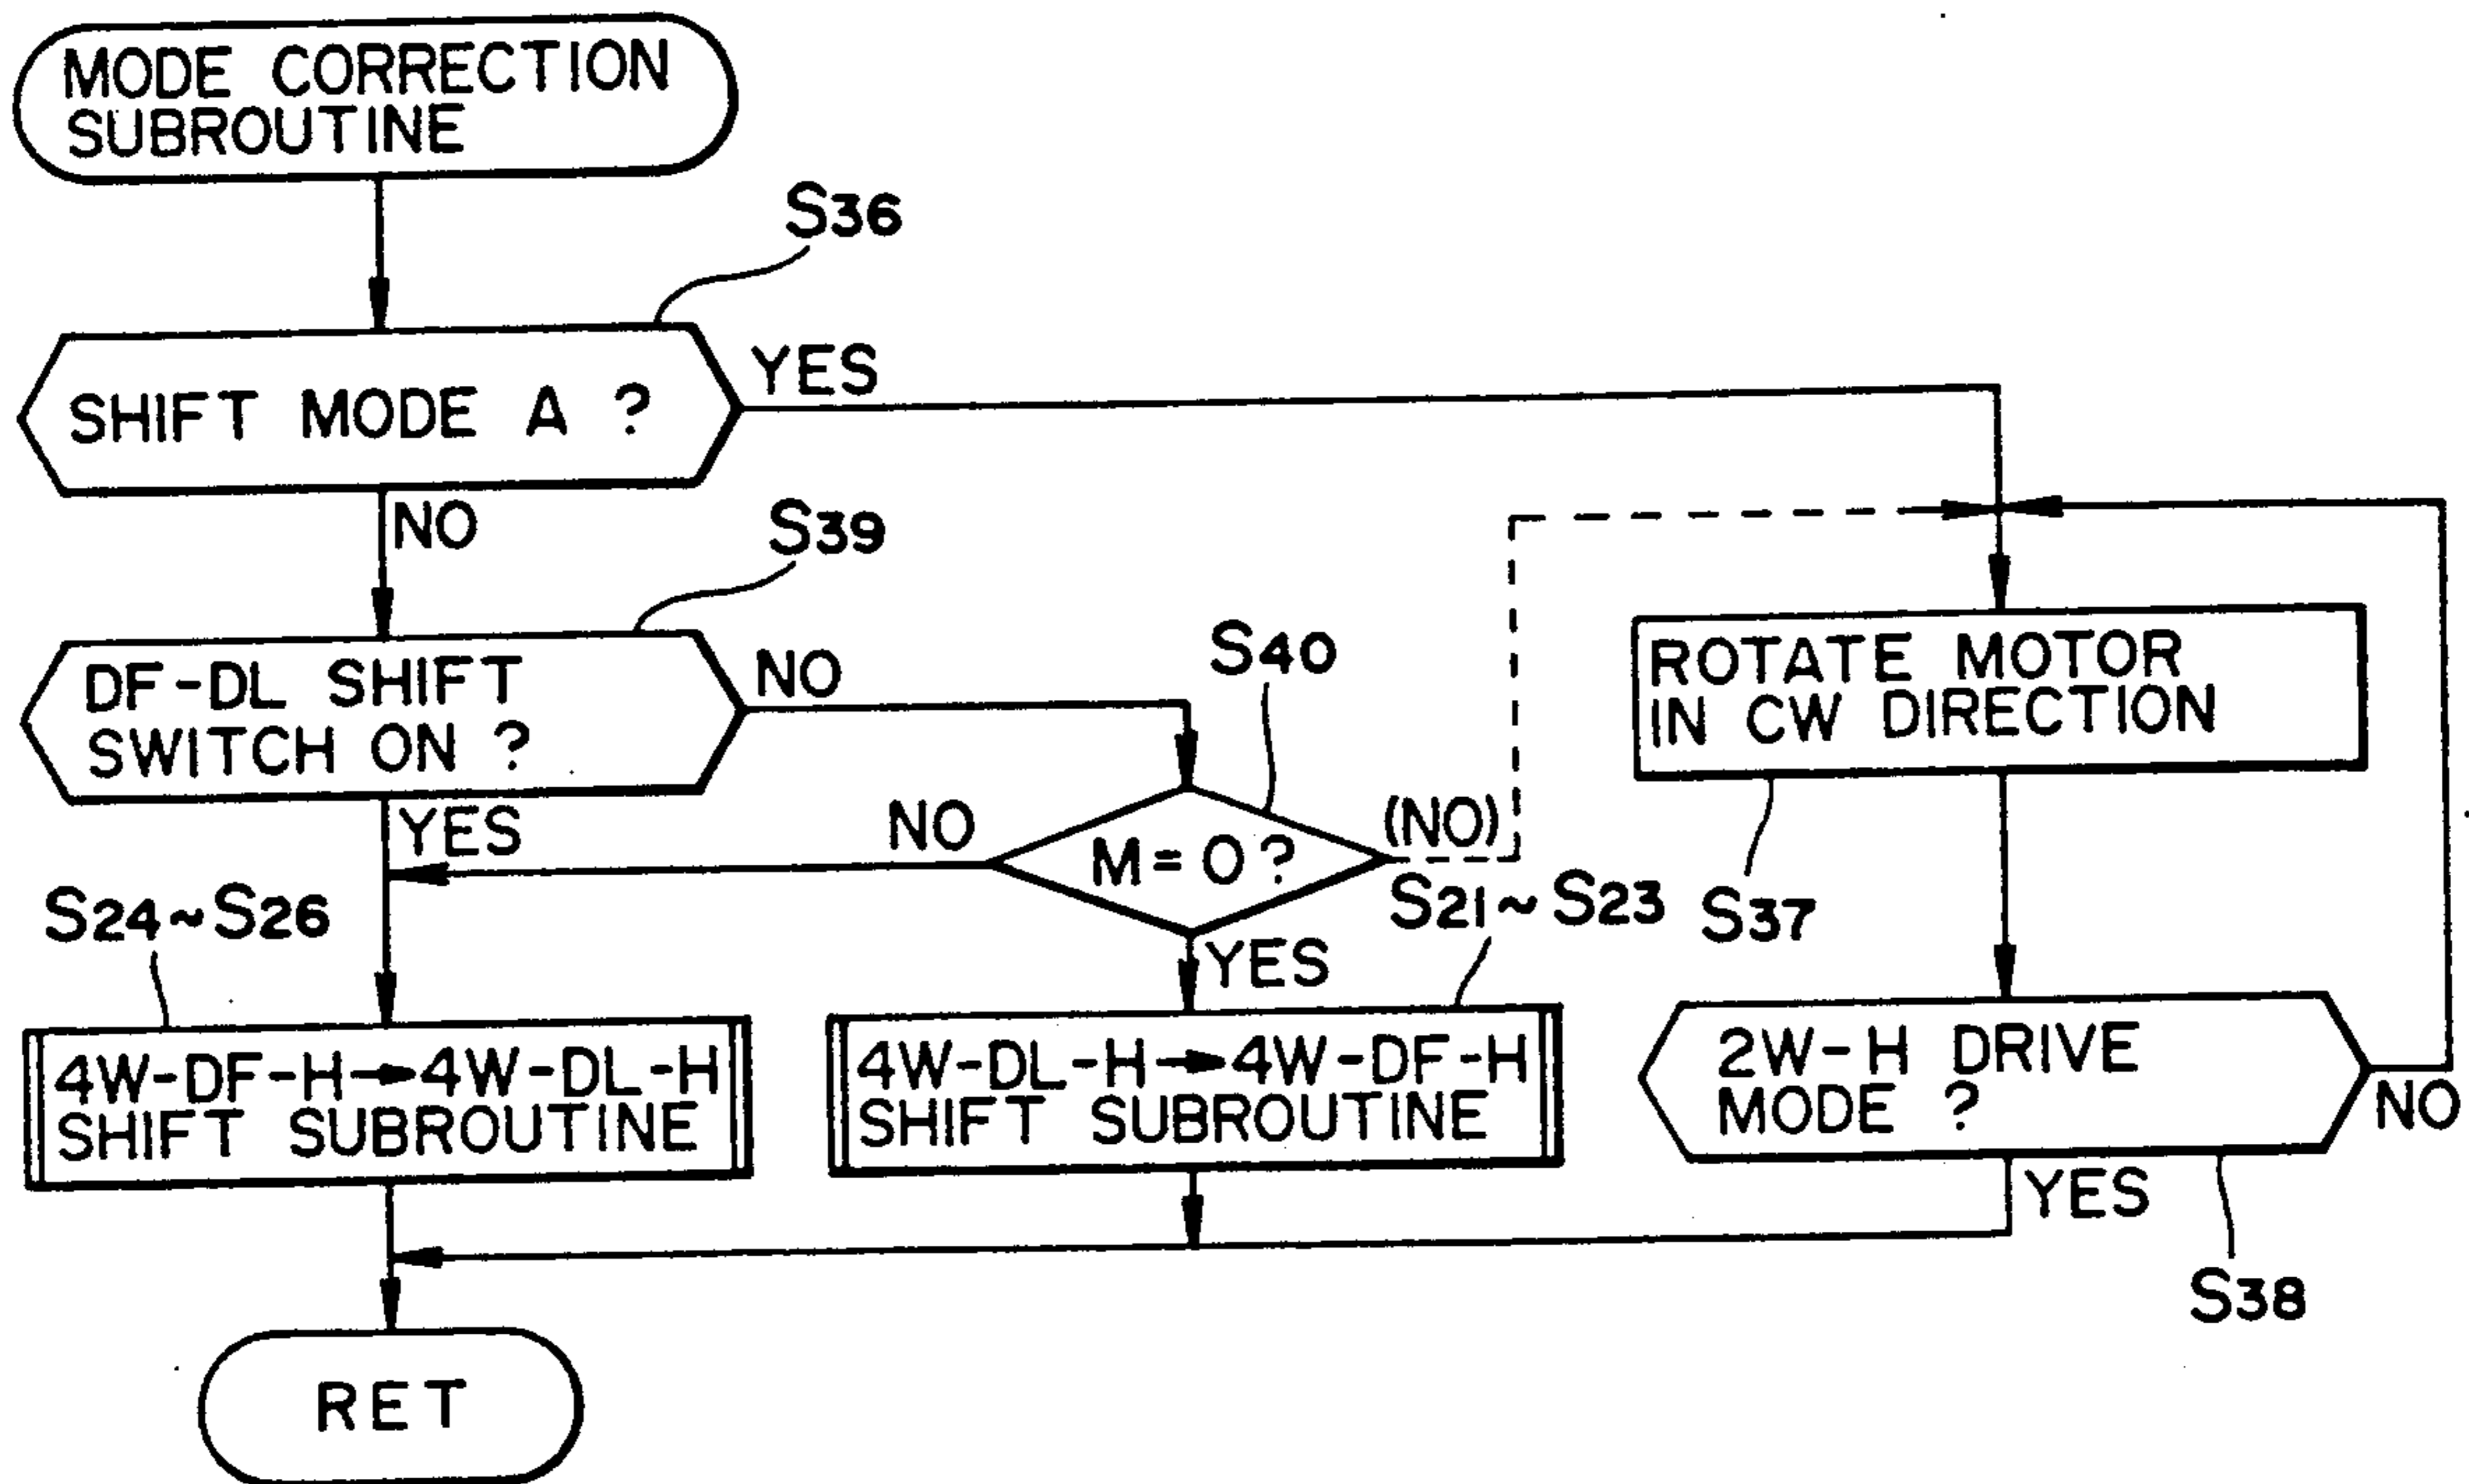 MODE CORRECTION
SUBROUTINE
S36
SHIFT MODE A ?
YES
NO
S39
DF-DL SHIFT
SWITCH ON ?
NO
YES
S40
M=0?
NO
(NO)
YES
ROTATE MOTOR
IN CW DIRECTION
S37
S24~S26
4W-DF-H→4W-DL-H
SHIFT SUBROUTINE
S21~S23
4W-DL-H→4W-DF-H
SHIFT SUBROUTINE
2W-H DRIVE
MODE ?
NO
YES
S38
RET